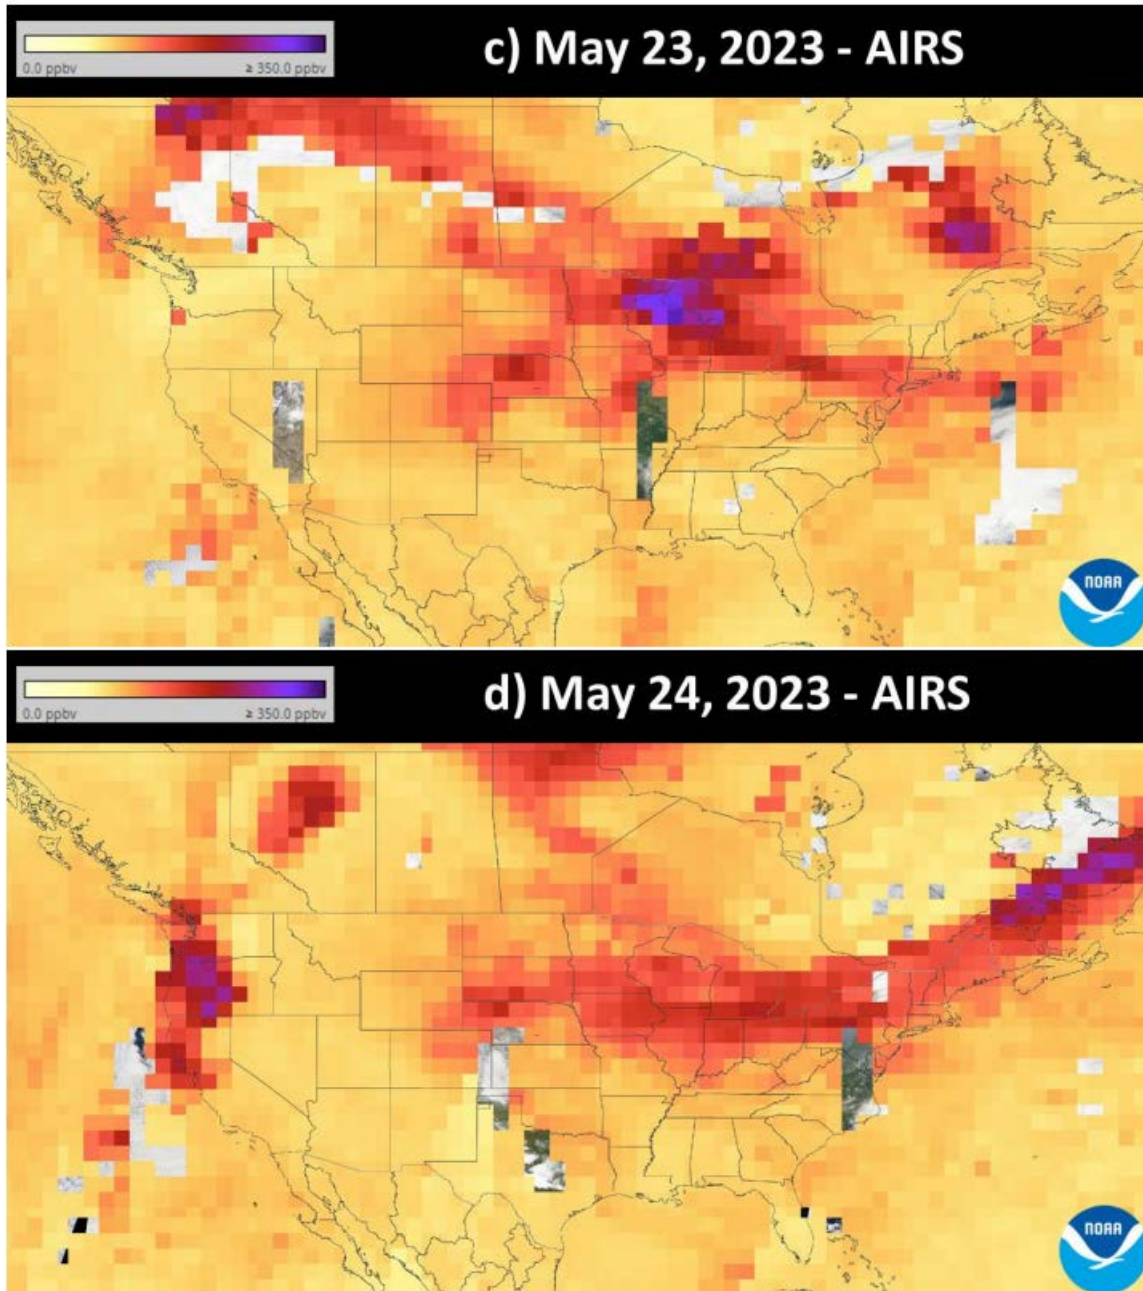 c) May 23, 2023 - AIRS
0.0 ppbv ≥ 350.0 ppbv
NOAA
d) May 24, 2023 - AIRS
0.0 ppbv ≥ 350.0 ppbv
NOAA